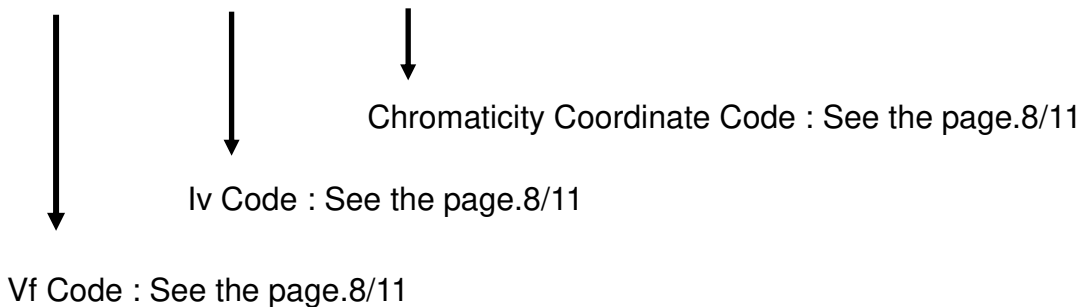 Chromaticity Coordinate Code : See the page.8/11
Iv Code : See the page.8/11
Vf Code : See the page.8/11